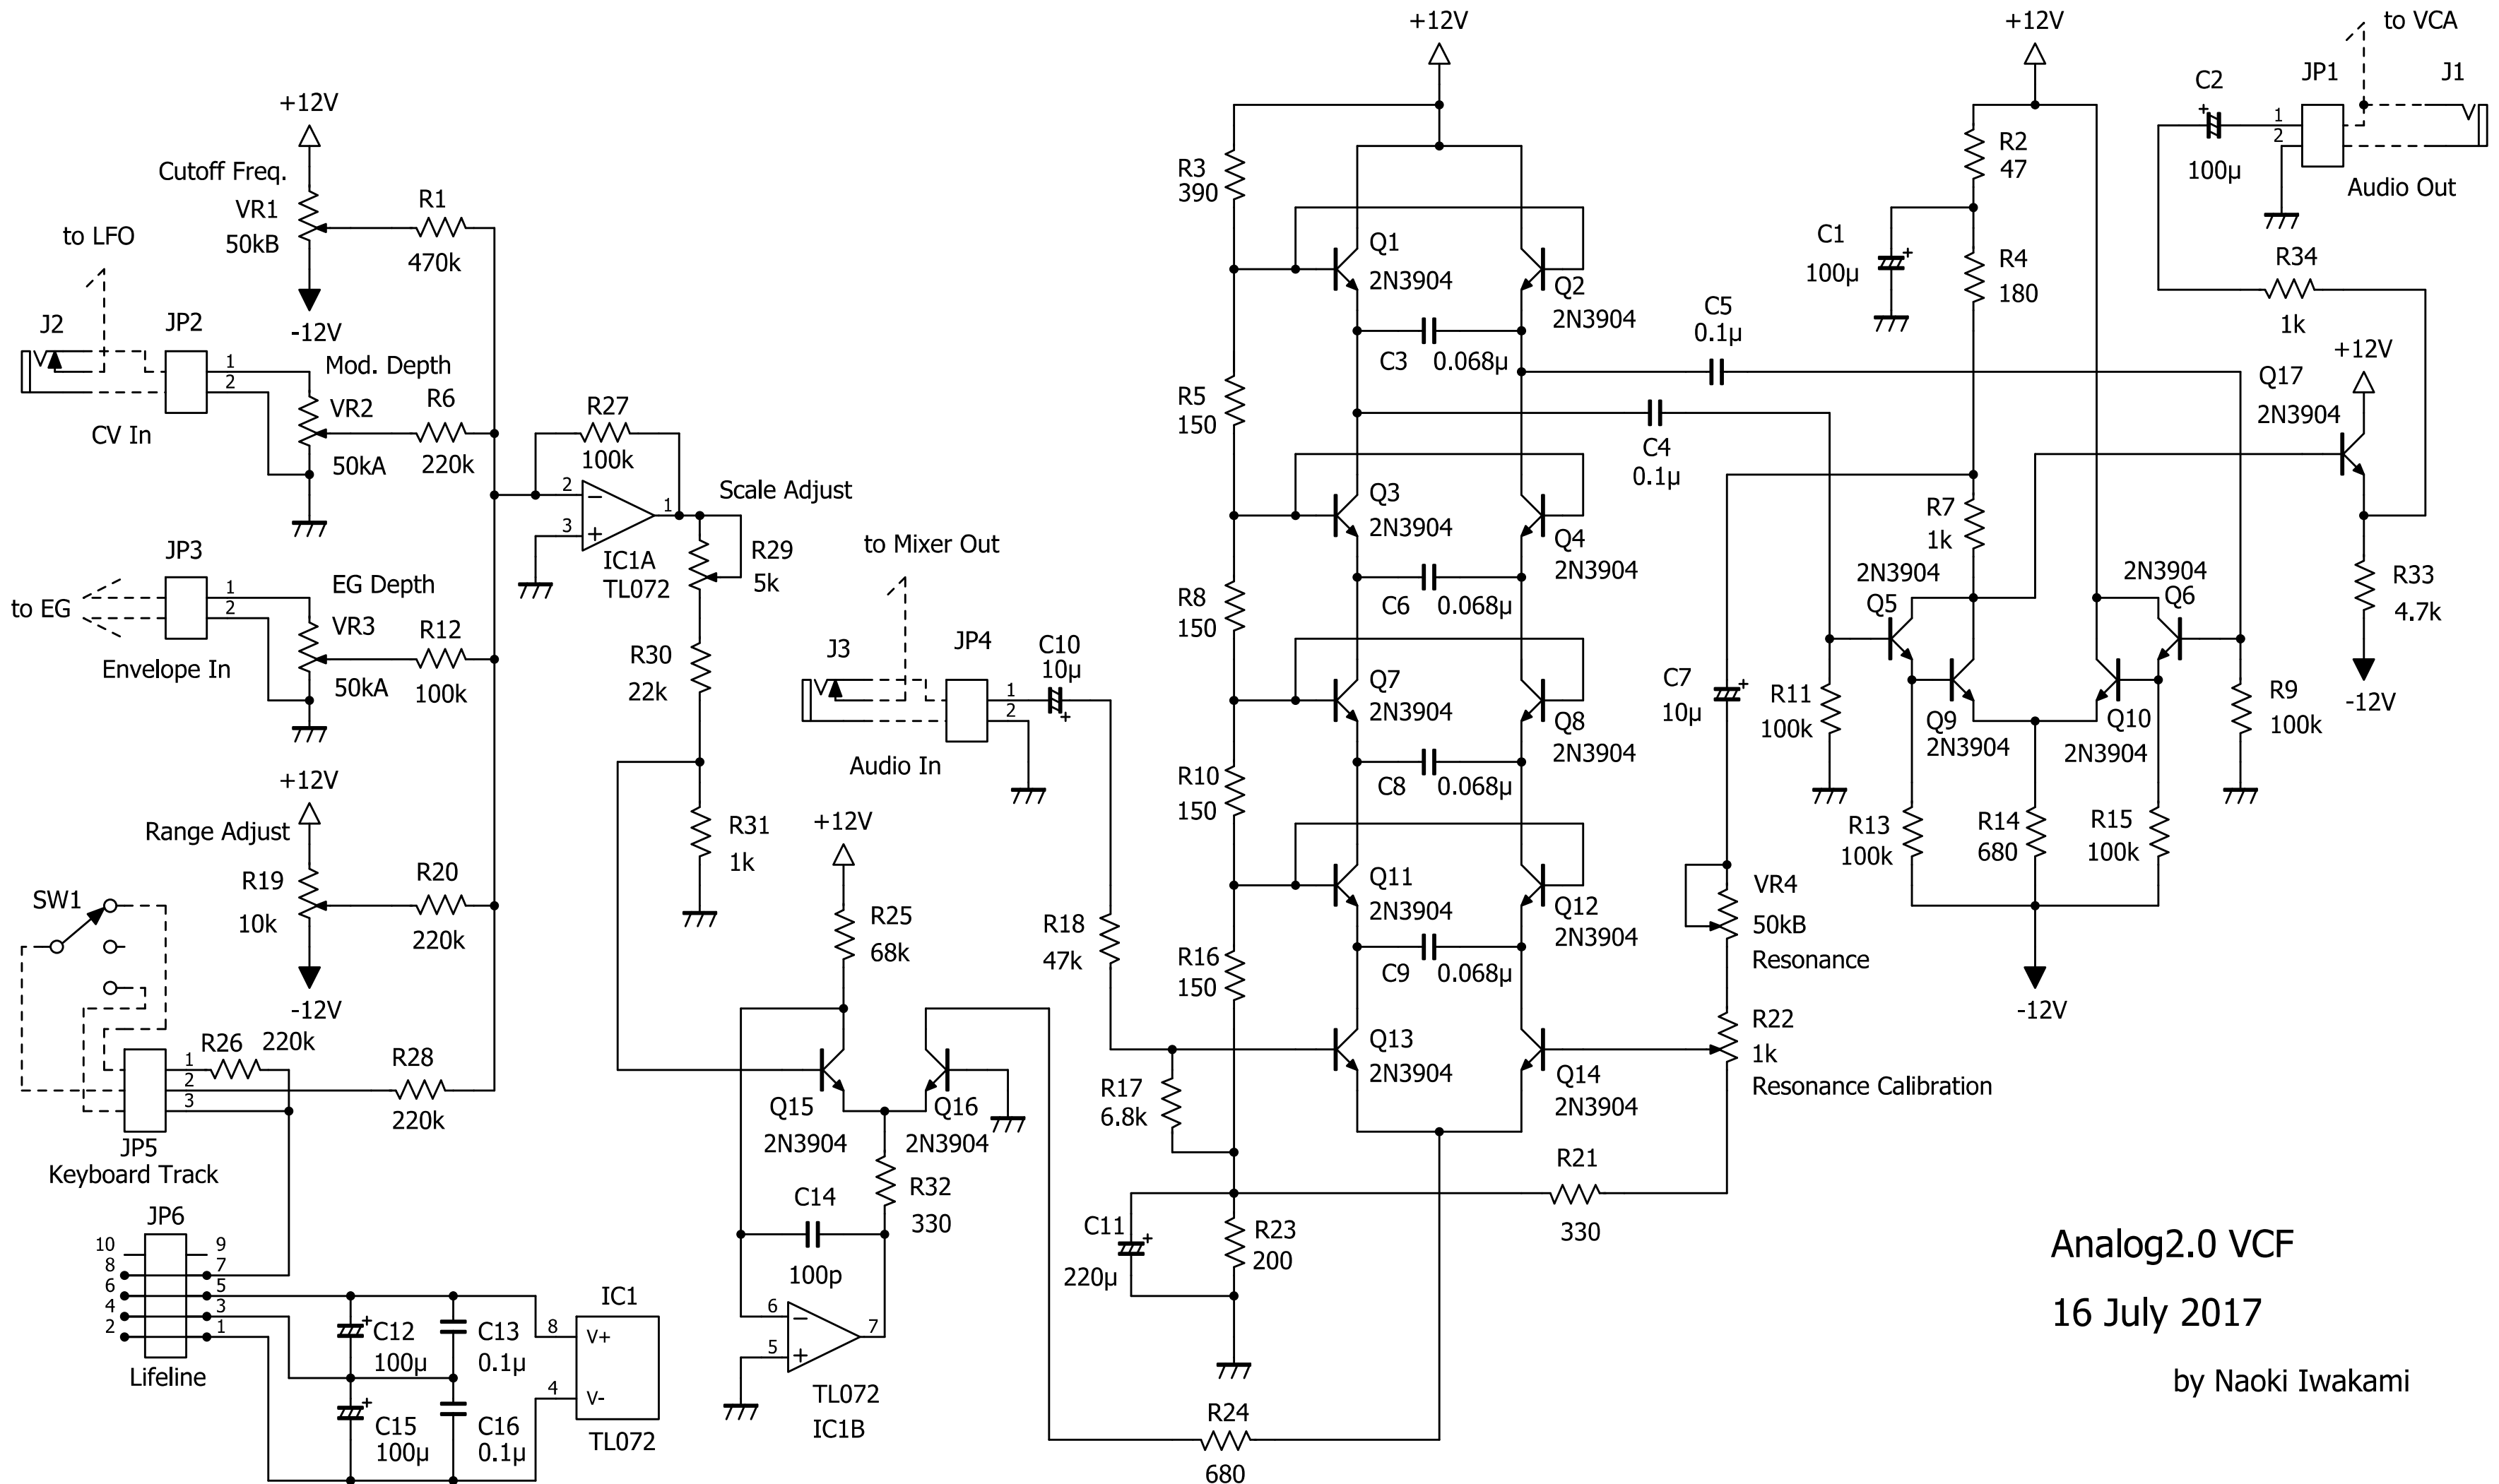 +12V
Cutoff Freq.
VR1
50kB
R1
470k
-12V
to LFO
J2
JP2
1
2
CV In
Mod. Depth
VR2
50kA
R6
220k
JP3
1
2
to EG
Envelope In
EG Depth
VR3
50kA
R12
100k
+12V
Range Adjust
R19
10k
R20
220k
-12V
SW1
R26
220k
1
2
3
JP5
Keyboard Track
R28
220k
JP6
10
8
6
4
2
9
7
5
3
1
Lifeline
C12
100µ
C13
0.1µ
C15
100µ
C16
0.1µ
IC1
8
V+
4
V-
TL072
R27
100k
2
3
1
−
+
IC1A
TL072
Scale Adjust
R29
5k
R30
22k
R31
1k
to Mixer Out
J3
JP4
1
2
Audio In
C10
10µ
+12V
R25
68k
Q15
2N3904
Q16
2N3904
R32
330
C14
100p
6
5
7
−
+
TL072
IC1B
R18
47k
R17
6.8k
+12V
R3
390
Q1
2N3904
Q2
2N3904
C3
0.068µ
R5
150
Q3
2N3904
Q4
2N3904
C6
0.068µ
R8
150
Q7
2N3904
Q8
2N3904
C8
0.068µ
R10
150
Q11
2N3904
Q12
2N3904
C9
0.068µ
R16
150
Q13
2N3904
Q14
2N3904
C11
+
220µ
R23
200
R21
330
R24
680
C5
0.1µ
C4
0.1µ
+12V
R2
47
C1
+
100µ
R4
180
R7
1k
2N3904
Q5
2N3904
Q6
C7
+
10µ
R11
100k
Q9
2N3904
Q10
2N3904
R9
100k
R13
100k
R14
680
R15
100k
-12V
VR4
50kB
Resonance
R22
1k
Resonance Calibration
to VCA
C2
+
100µ
JP1
1
2
J1
Audio Out
R34
1k
+12V
Q17
2N3904
R33
4.7k
-12V
Analog2.0 VCF
16 July 2017
by Naoki Iwakami